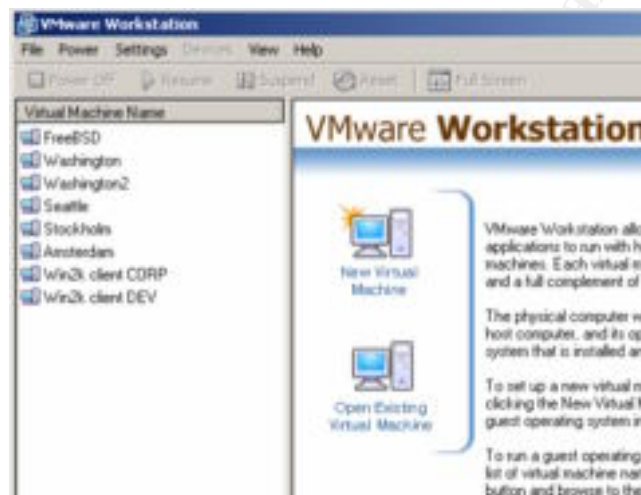 VMware Workstation
File Power Settings Devices View Help
Power Off Resume Suspend Reset Full Screen
Virtual Machine Name
FreeBSD
Washington
Washington2
Seattle
Stockholm
Amsterdam
Win2k client CORP
Win2k client DEV
VMware Workstation
New Virtual
Machine
Open Existing
Virtual Machine
VMware Workstation allo
applications to run with h
machines. Each virtual m
and a full complement of
The physical computer w
host computer, and its op
system that is installed an
To set up a new virtual m
clicking the New Virtual M
guest operating system in
To run a guest operating
list of virtual machine nam
button and browse to the